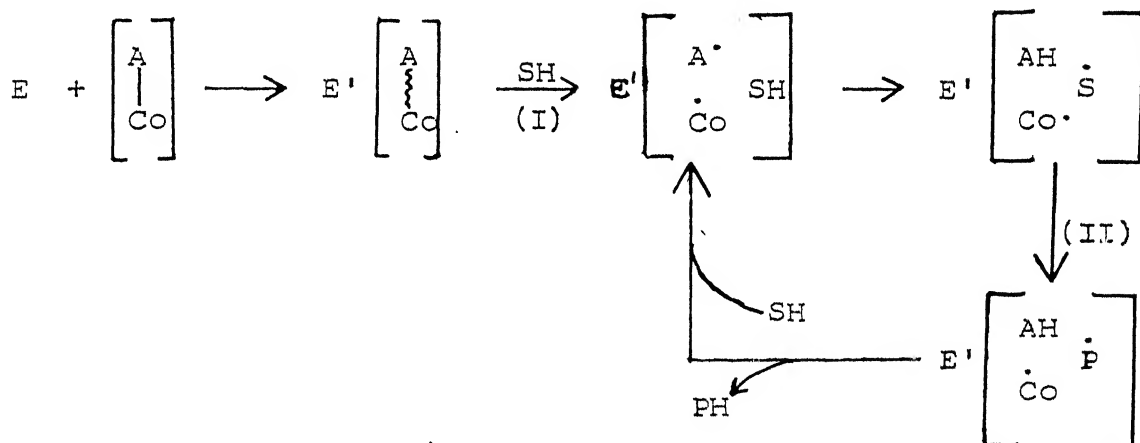 E + [A Co] → E' [A Co] SH (I) → E' [A· ·Co SH] → E' [AH Co· Ṡ]
(II)
SH
E' [AH ·Co Ṗ]
PH